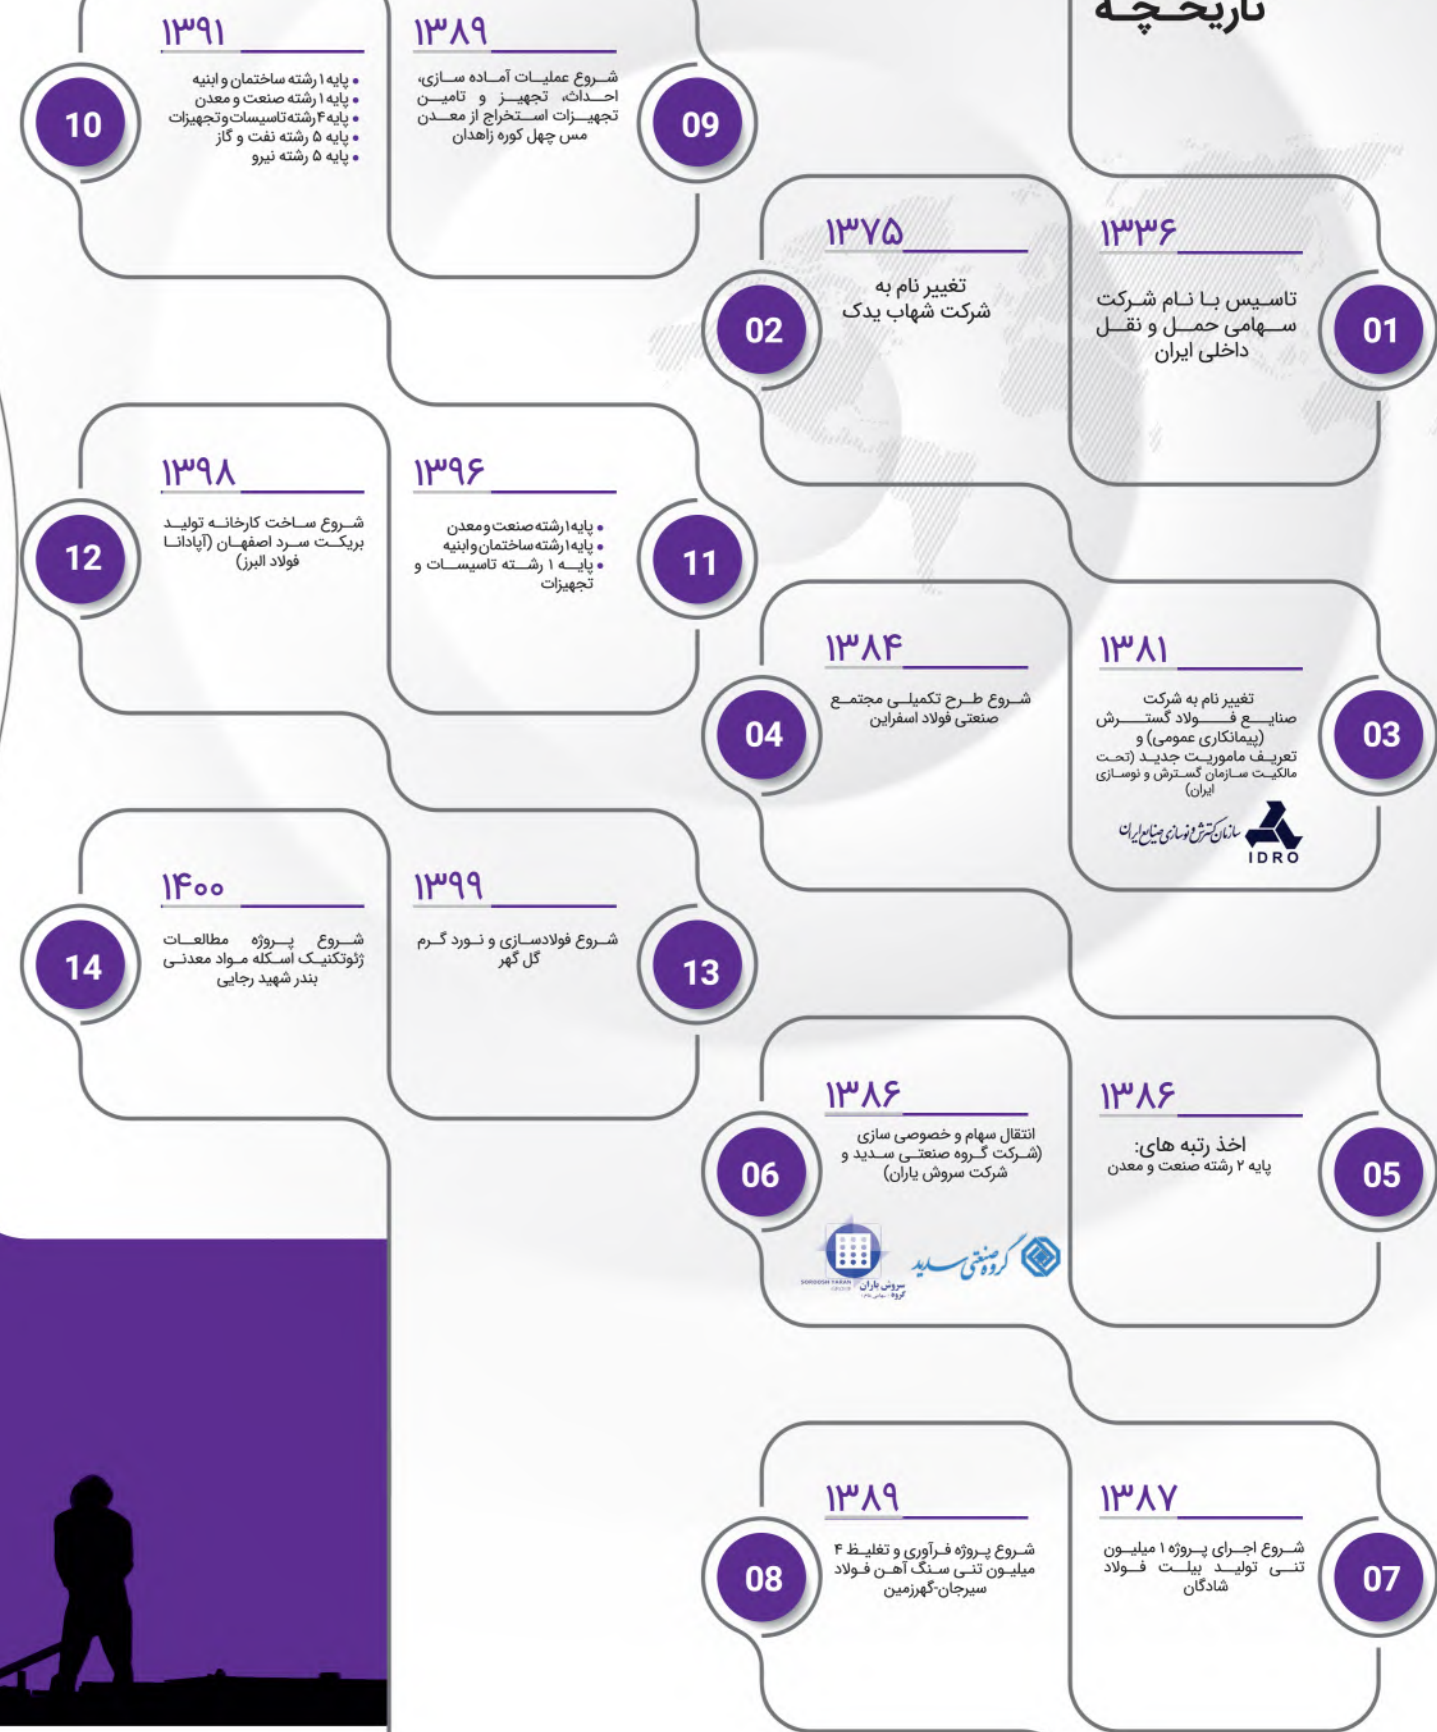 تاریخچه
۱۳۳۶
تاسیس با نام شرکت
سهامی حمل و نقل
داخلی ایران
01
۱۳۷۵
تغییر نام به
شرکت شهاب یدک
02
۱۳۸۱
تغییر نام به شرکت
صنایع فولاد گسترش
(پیمانکاری عمومی) و
تعریف ماموریت جدید (تحت
مالکیت سازمان گسترش و نوسازی
ایران)
سازمان گسترش و نوسازی صنایع ایران
IDRO
03
۱۳۸۴
شروع طرح تکمیلی مجتمع
صنعتی فولاد اسفراین
04
۱۳۸۶
اخذ رتبه های:
پایه ۲ رشته صنعت و معدن
05
۱۳۸۶
انتقال سهام و خصوصی سازی
(شرکت گروه صنعتی سدید و
شرکت سروش یاران)
گروه صنعتی سدید
سروش یاران
SOROOSH YARAN
GROUP
06
۱۳۸۷
شروع اجرای پروژه ۱ میلیون
تنی تولید بیلت فولاد
شادگان
07
۱۳۸۹
شروع پروژه فرآوری و تغلیظ ۴
میلیون تنی سنگ آهن فولاد
سیرجان-گهرزمین
08
۱۳۸۹
شروع عملیات آماده سازی،
احداث، تجهیز و تامین
تجهیزات استخراج از معدن
مس چهل کوره زاهدان
09
۱۳۹۱
• پایه ۱ رشته ساختمان و ابنیه
• پایه ۱ رشته صنعت و معدن
• پایه ۴ رشته تاسیسات و تجهیزات
• پایه ۵ رشته نفت و گاز
• پایه ۵ رشته نیرو
10
۱۳۹۶
• پایه ۱ رشته صنعت و معدن
• پایه ۱ رشته ساختمان و ابنیه
• پایه ۱ رشته تاسیسات و
تجهیزات
11
۱۳۹۸
شروع ساخت کارخانه تولید
بریکت سرد اصفهان (آپادانا
فولاد البرز)
12
۱۳۹۹
شروع فولادسازی و نورد گرم
گل گهر
13
۱۴۰۰
شروع پروژه مطالعات
ژئوتکنیک اسکله مواد معدنی
بندر شهید رجایی
14